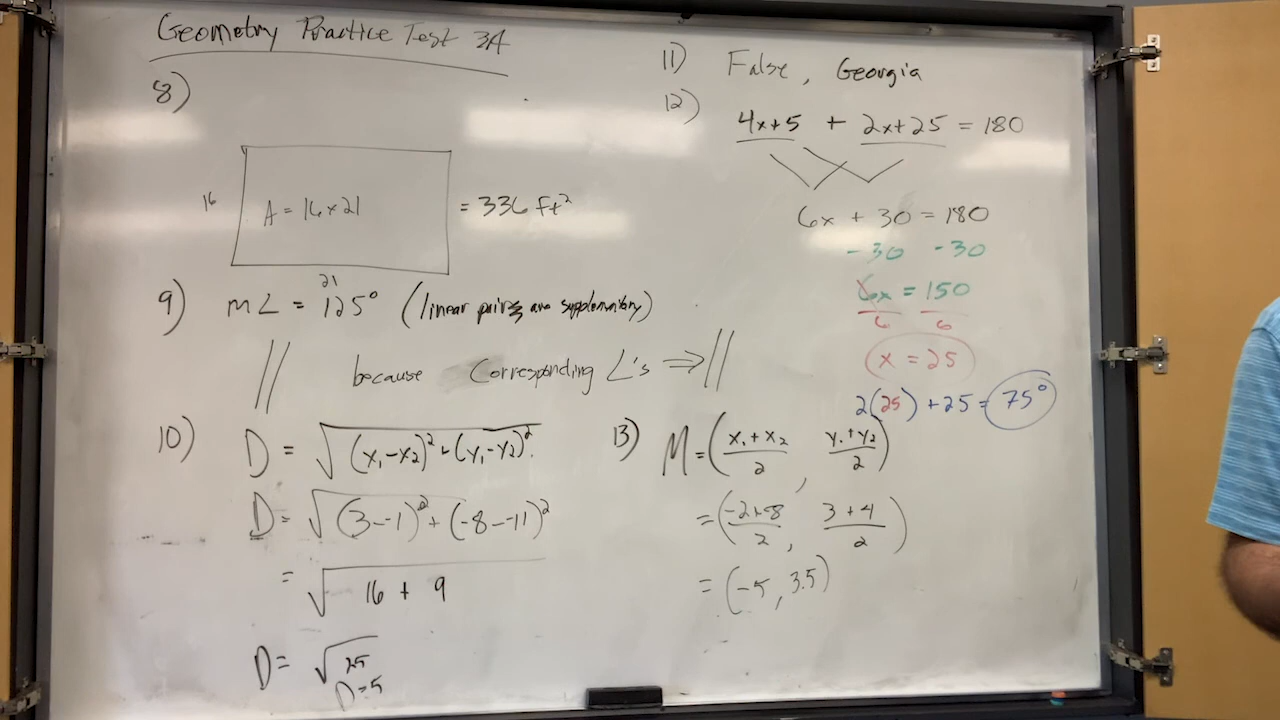 Geometry Practice Test 3A
8)
16
A = 16 x 21
= 336 Ft²
21
9) m∠ = 125° (linear pairs are supplementary)
// because Corresponding ∠'s ⇒ //
10) D = √(x₁-x₂)² + (y₁-y₂)²
D = √(3--1)² + (-8--11)²
= √16 + 9
D = √25
D=5
11) False, Georgia
12) 4x+5 + 2x+25 = 180
6x + 30 = 180
-30 -30
6x = 150
6 6
x = 25
2(25) + 25 = 75°
13) M = (x₁+x₂/2, y₁+y₂/2)
= (-2+-8/2, 3+4/2)
= (-5, 3.5)